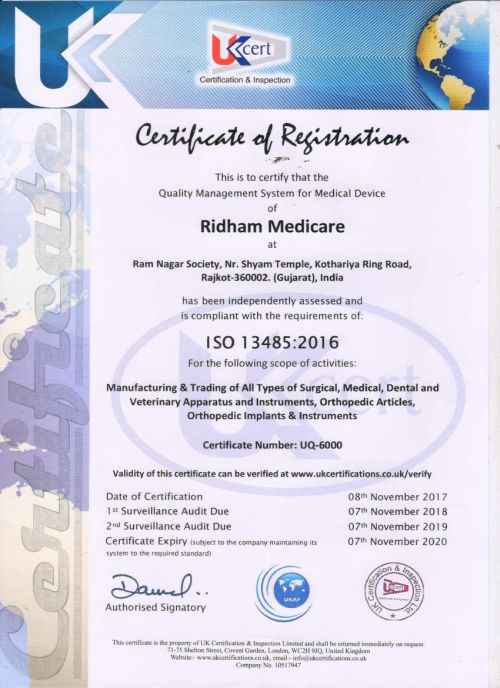 UK cert
Certification & Inspection
Certificate of Registration
This is to certify that the
Quality Management System for Medical Device
of
Ridham Medicare
at
Ram Nagar Society, Nr. Shyam Temple, Kothariya Ring Road,
Rajkot-360002. (Gujarat), India
has been independently assessed and
is compliant with the requirements of:
ISO 13485:2016
For the following scope of activities:
Manufacturing & Trading of All Types of Surgical, Medical, Dental and
Veterinary Apparatus and Instruments, Orthopedic Articles,
Orthopedic Implants & Instruments
Certificate Number: UQ-6000
Validity of this certificate can be verified at www.ukcertifications.co.uk/verify
Date of Certification 08th November 2017
1st Surveillance Audit Due 07th November 2018
2nd Surveillance Audit Due 07th November 2019
Certificate Expiry (subject to the company maintaining its 07th November 2020
system to the required standard)
Authorised Signatory
UKAF
UK Certification & Inspection Ltd
This certificate is the property of UK Certification & Inspection Limited and shall be returned immediately on request.
71-75 Shelton Street, Covent Garden, London, WC2H 9JQ, United Kingdom
Website:- www.ukcertifications.co.uk, email:- info@ukcertifications.co.uk
Company No. 10517947
Certificate